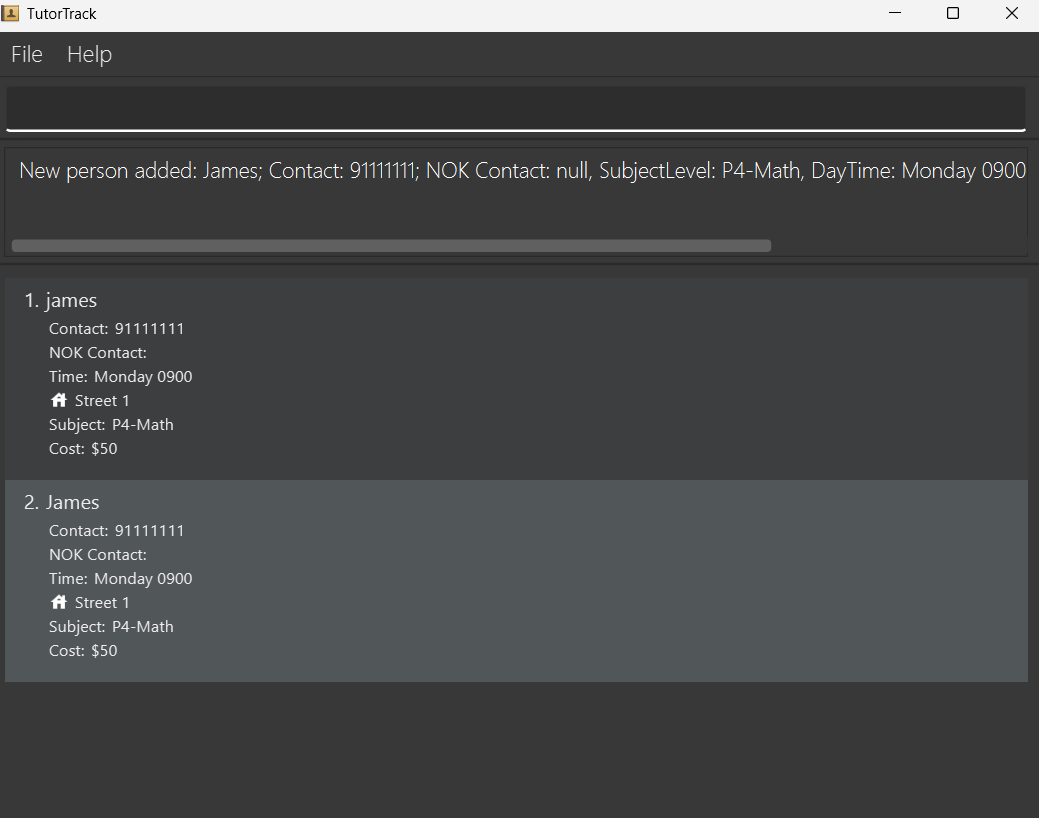 TutorTrack
File Help
New person added: James; Contact: 91111111; NOK Contact: null, SubjectLevel: P4-Math, DayTime: Monday 0900
1. james
Contact: 91111111
NOK Contact:
Time: Monday 0900
Street 1
Subject: P4-Math
Cost: $50
2. James
Contact: 91111111
NOK Contact:
Time: Monday 0900
Street 1
Subject: P4-Math
Cost: $50